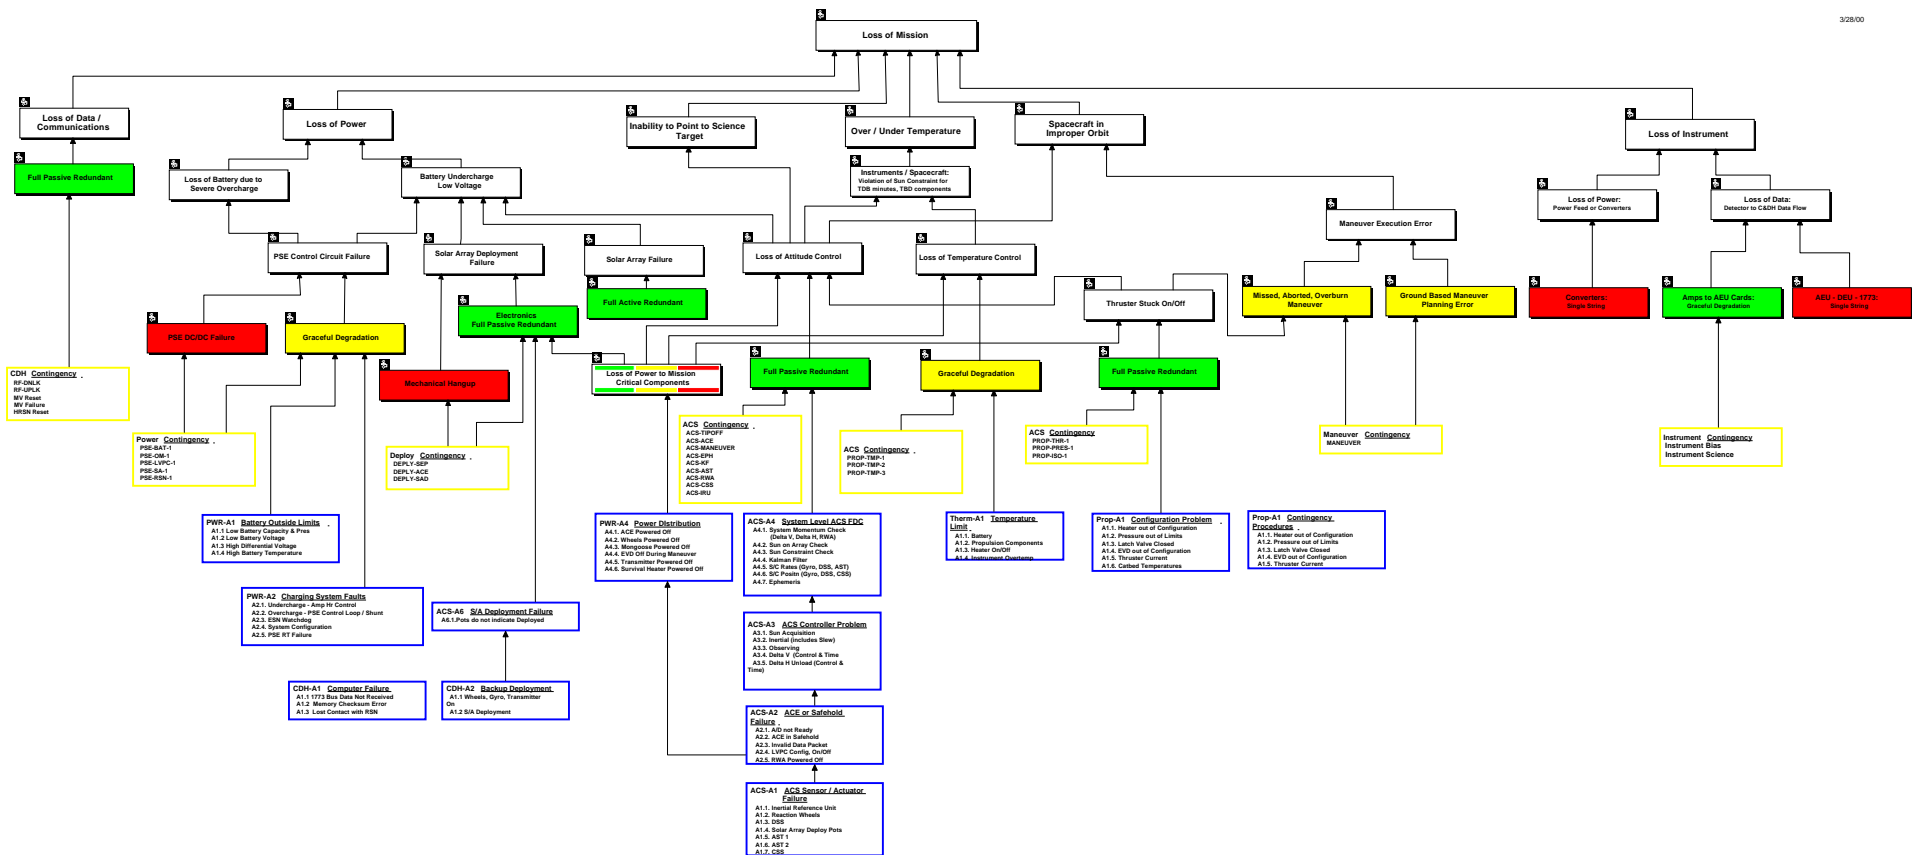 3/28/00
Loss of Mission
Loss of Data /
Communications
Loss of Power
Inability to Point to Science
Target
Over / Under Temperature
Spacecraft in
Improper Orbit
Loss of Instrument
Full Passive Redundant
Loss of Battery due to
Severe Overcharge
Battery Undercharge
Low Voltage
Instruments / Spacecraft:
Violation of Sun Constraint for
TDB minutes, TBD components
Maneuver Execution Error
Loss of Power:
Power Feed or Converters
Loss of Data:
Detector to C&DH Data Flow
PSE Control Circuit Failure
Solar Array Deployment
Failure
Solar Array Failure
Loss of Attitude Control
Loss of Temperature Control
Full Active Redundant
Thruster Stuck On/Off
Missed, Aborted, Overburn
Maneuver
Ground Based Maneuver
Planning Error
Converters:
Single String
Amps to AEU Cards:
Graceful Degradation
AEU - DEU - 1773:
Single String
PSE DC/DC Failure
Graceful Degradation
Electronics
Full Passive Redundant
Mechanical Hangup
Loss of Power to Mission
Critical Components
Full Passive Redundant
Graceful Degradation
Full Passive Redundant
CDH Contingency .
RF-DNLK
RF-UPLK
MV Reset
MV Failure
HRSN Reset
Power Contingency .
PSE-BAT-1
PSE-OM-1
PSE-LVPC-1
PSE-SA-1
PSE-RSN-1
Deploy Contingency .
DEPLY-SEP
DEPLY-ACE
DEPLY-SAD
ACS Contingency .
ACS-TIPOFF
ACS-ACE
ACS-MANEUVER
ACS-EPH
ACS-KF
ACS-AST
ACS-RWA
ACS-CSS
ACS-IRU
ACS Contingency .
PROP-TMP-1
PROP-TMP-2
PROP-TMP-3
ACS Contingency
PROP-THR-1
PROP-PRES-1
PROP-ISO-1
Maneuver Contingency
MANEUVER
Instrument Contingency
Instrument Bias
Instrument Science
PWR-A1 Battery Outside Limits .
A1.1 Low Battery Capacity & Pres
A1.2 Low Battery Voltage
A1.3 High Differential Voltage
A1.4 High Battery Temperature
PWR-A4 Power DIstribution
A4.1. ACE Powered Off
A4.2. Wheels Powered Off
A4.3. Mongoose Powered Off
A4.4. EVD Off During Maneuver
A4.5. Transmitter Powered Off
A4.6. Survival Heater Powered Off
ACS-A4 System Level ACS FDC
A4.1. System Momentum Check
(Delta V, Delta H, RWA)
A4.2. Sun on Array Check
A4.3. Sun Constraint Check
A4.4. Kalman Filter
A4.5. S/C Rates (Gyro, DSS, AST)
A4.6. S/C Positn (Gyro, DSS, CSS)
A4.7. Ephemeris
Therm-A1 Temperature
Limit .
A1.1. Battery
A1.2. Propulsion Components
A1.3. Heater On/Off
A1.4. Instrument Overtemp
Prop-A1 Configuration Problem .
A1.1. Heater out of Configuration
A1.2. Pressure out of Limits
A1.3. Latch Valve Closed
A1.4. EVD out of Configuration
A1.5. Thruster Current
A1.6. Catbed Temperatures
Prop-A1 Contingency
Procedures .
A1.1. Heater out of Configuration
A1.2. Pressure out of Limits
A1.3. Latch Valve Closed
A1.4. EVD out of Configuration
A1.5. Thruster Current
PWR-A2 Charging System Faults
A2.1. Undercharge - Amp Hr Control
A2.2. Overcharge - PSE Control Loop / Shunt
A2.3. ESN Watchdog
A2.4. System Configuration
A2.5. PSE RT Failure
ACS-A6 S/A Deployment Failure
A6.1.Pots do not indicate Deployed
ACS-A3 ACS Controller Problem
A3.1. Sun Acquisition
A3.2. Inertial (includes Slew)
A3.3. Observing
A3.4. Delta V (Control & Time
A3.5. Delta H Unload (Control &
Time)
CDH-A1 Computer Failure
A1.1 1773 Bus Data Not Received
A1.2 Memory Checksum Error
A1.3 Lost Contact with RSN
CDH-A2 Backup Deployment
A1.1 Wheels, Gyro, Transmitter
On
A1.2 S/A Deployment
ACS-A2 ACE or Safehold
Failure .
A2.1. A/D not Ready
A2.2. ACE in Safehold
A2.3. Invalid Data Packet
A2.4. LVPC Config, On/Off
A2.5. RWA Powered Off
ACS-A1 ACS Sensor / Actuator
Failure
A1.1. Inertial Reference Unit
A1.2. Reaction Wheels
A1.3. DSS
A1.4. Solar Array Deploy Pots
A1.5. AST 1
A1.6. AST 2
A1.7. CSS